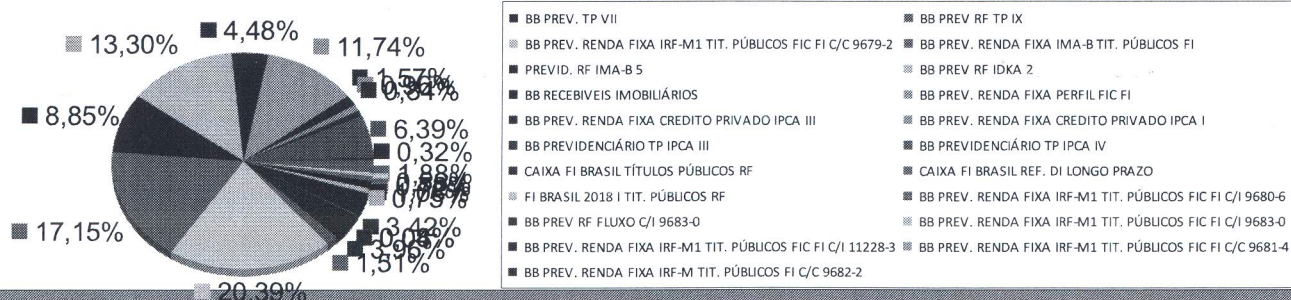 4,48%
13,30%
11,74%
1,57%
8,85%
6,39%
0,32%
1,88%
0,75%
17,15%
3,42%
3,96%
1,51%
20,39%
BB PREV. TP VII
BB PREV RF TP IX
BB PREV. RENDA FIXA IRF-M1 TIT. PÚBLICOS FIC FI C/C 9679-2
BB PREV. RENDA FIXA IMA-B TIT. PÚBLICOS FI
PREVID. RF IMA-B 5
BB PREV RF IDKA 2
BB RECEBIVEIS IMOBILIÁRIOS
BB PREV. RENDA FIXA PERFIL FIC FI
BB PREV. RENDA FIXA CREDITO PRIVADO IPCA III
BB PREV. RENDA FIXA CREDITO PRIVADO IPCA I
BB PREVIDENCIÁRIO TP IPCA III
BB PREVIDENCIÁRIO TP IPCA IV
CAIXA FI BRASIL TÍTULOS PÚBLICOS RF
CAIXA FI BRASIL REF. DI LONGO PRAZO
FI BRASIL 2018 I TIT. PÚBLICOS RF
BB PREV. RENDA FIXA IRF-M1 TIT. PÚBLICOS FIC FI C/I 9680-6
BB PREV RF FLUXO C/I 9683-0
BB PREV. RENDA FIXA IRF-M1 TIT. PÚBLICOS FIC FI C/I 9683-0
BB PREV. RENDA FIXA IRF-M1 TIT. PÚBLICOS FIC FI C/I 11228-3
BB PREV. RENDA FIXA IRF-M1 TIT. PÚBLICOS FIC FI C/C 9681-4
BB PREV. RENDA FIXA IRF-M TIT. PÚBLICOS FI C/C 9682-2